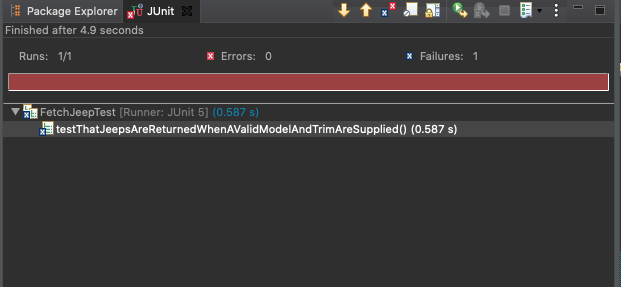 Package Explorer JUnit
Finished after 4.9 seconds
Runs: 1/1 Errors: 0 Failures: 1
FetchJeepTest [Runner: JUnit 5] (0.587 s)
testThatJeepsAreReturnedWhenAValidModelAndTrimAreSupplied() (0.587 s)